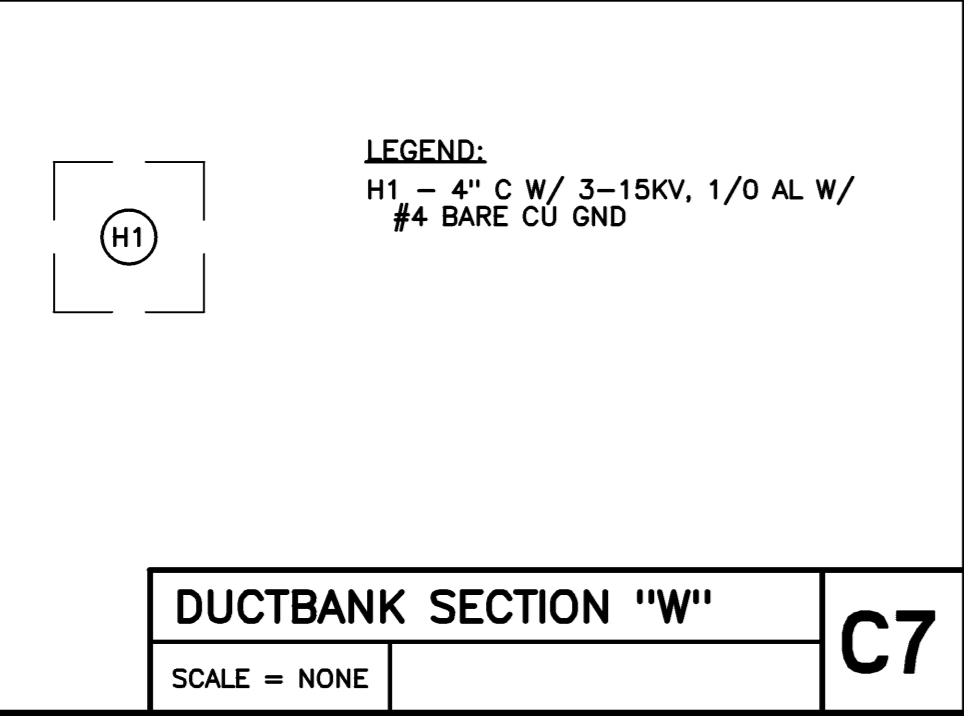 LEGEND:
H1 – 4" C W/ 3–15KV, 1/0 AL W/
#4 BARE CU GND
H1
DUCTBANK SECTION "W"
C7
SCALE = NONE